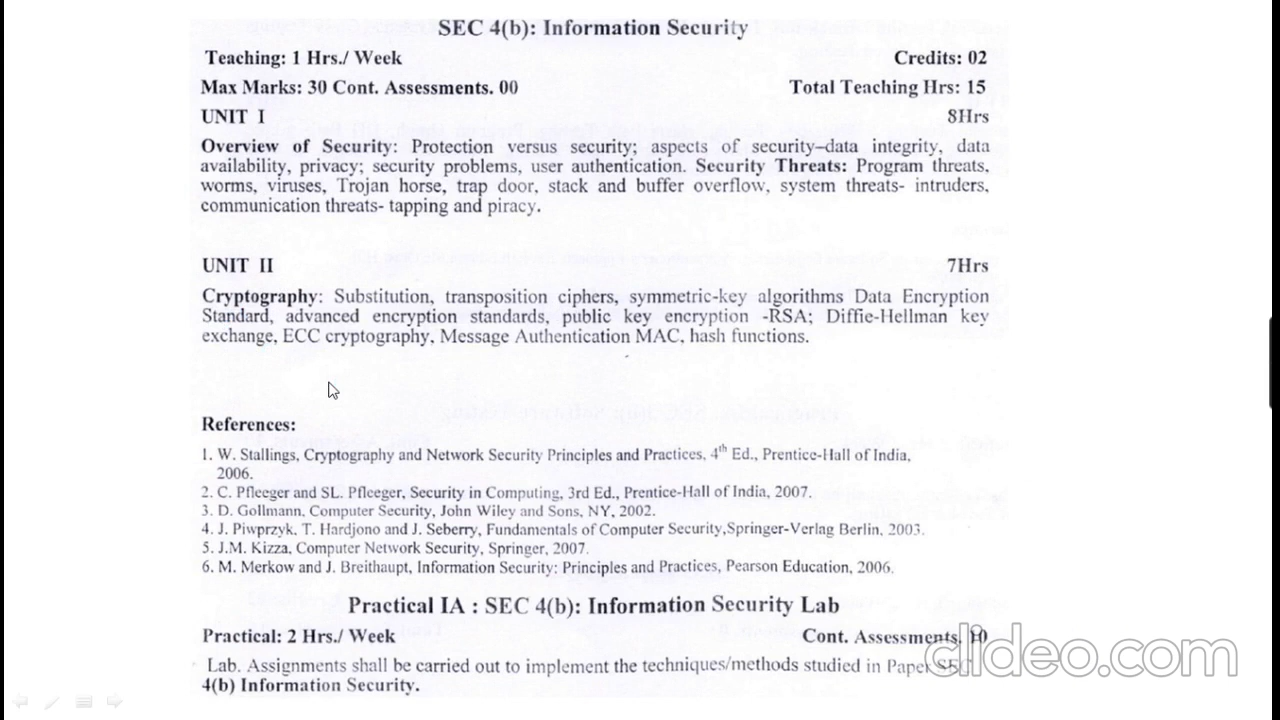 SEC 4(b): Information Security
Teaching: 1 Hrs./ Week Credits: 02
Max Marks: 30 Cont. Assessments. 00 Total Teaching Hrs: 15
UNIT I 8Hrs
Overview of Security: Protection versus security; aspects of security–data integrity, data
availability, privacy; security problems, user authentication. Security Threats: Program threats,
worms, viruses, Trojan horse, trap door, stack and buffer overflow, system threats- intruders,
communication threats- tapping and piracy.
UNIT II 7Hrs
Cryptography: Substitution, transposition ciphers, symmetric-key algorithms Data Encryption
Standard, advanced encryption standards, public key encryption -RSA; Diffie-Hellman key
exchange, ECC cryptography, Message Authentication MAC, hash functions.
References:
1. W. Stallings, Cryptography and Network Security Principles and Practices, 4th Ed., Prentice-Hall of India,
2006.
2. C. Pfleeger and SL. Pfleeger, Security in Computing, 3rd Ed., Prentice-Hall of India, 2007.
3. D. Gollmann, Computer Security, John Wiley and Sons, NY, 2002.
4. J. Piwprzyk, T. Hardjono and J. Seberry, Fundamentals of Computer Security,Springer-Verlag Berlin, 2003.
5. J.M. Kizza, Computer Network Security, Springer, 2007.
6. M. Merkow and J. Breithaupt, Information Security: Principles and Practices, Pearson Education, 2006.
Practical IA : SEC 4(b): Information Security Lab
Practical: 2 Hrs./ Week Cont. Assessments. 10
Lab. Assignments shall be carried out to implement the techniques/methods studied in Paper SEC
4(b) Information Security.
clideo.com